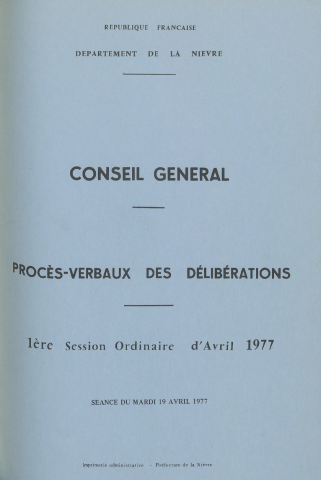 REPUBLIQUE FRANCAISE
DEPARTEMENT DE LA NIEVRE
CONSEIL GENERAL
PROCÈS-VERBAUX DES DÉLIBÉRATIONS
1ère Session Ordinaire d'Avril 1977
SEANCE DU MARDI 19 AVRIL 1977
Imprimerie administrative - Préfecture de la Nièvre